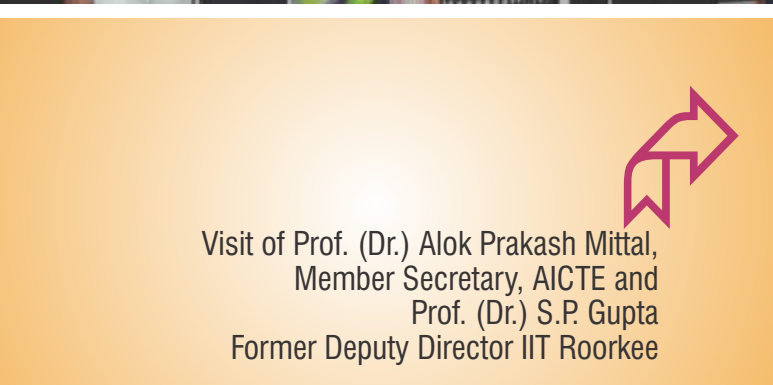 Visit of Prof. (Dr.) Alok Prakash Mittal,
Member Secretary, AICTE and
Prof. (Dr.) S.P. Gupta
Former Deputy Director IIT Roorkee